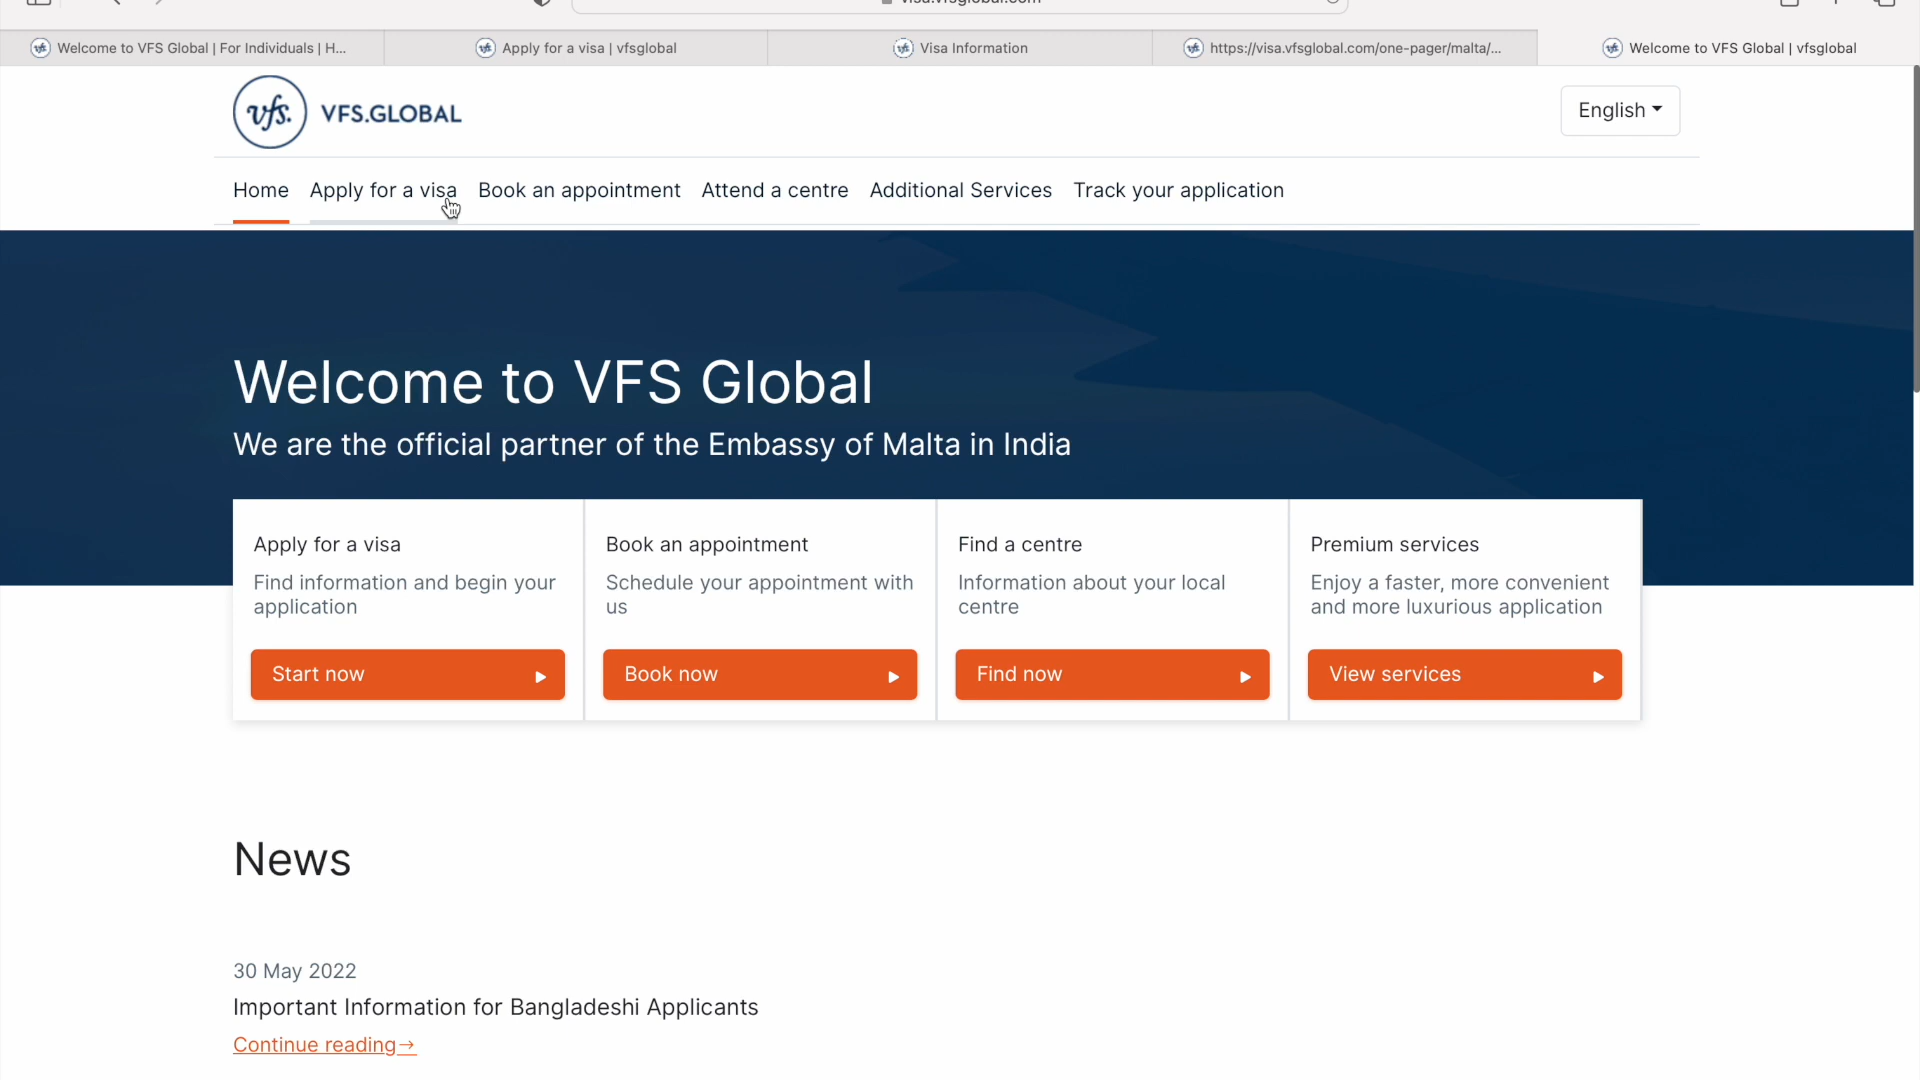 Welcome to VFS Global | For Individuals | H...
Apply for a visa | vfsglobal
Visa Information
https://visa.vfsglobal.com/one-pager/malta/...
Welcome to VFS Global | vfsglobal
vfs. VFS.GLOBAL
English
Home Apply for a visa Book an appointment Attend a centre Additional Services Track your application
Welcome to VFS Global
We are the official partner of the Embassy of Malta in India
Apply for a visa
Find information and begin your
application
Start now
Book an appointment
Schedule your appointment with
us
Book now
Find a centre
Information about your local
centre
Find now
Premium services
Enjoy a faster, more convenient
and more luxurious application
View services
News
30 May 2022
Important Information for Bangladeshi Applicants
Continue reading→